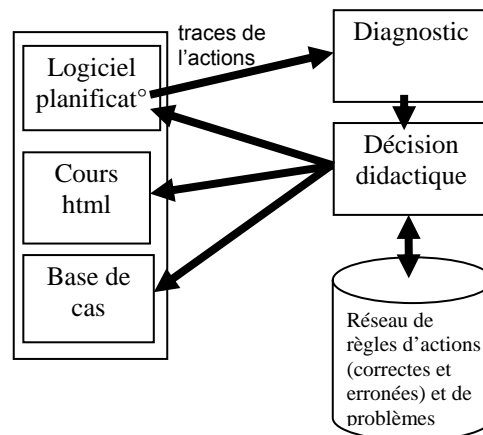 traces de
l'actions
Diagnostic
Logiciel
planificat°
Décision
didactique
Cours
html
Base de
cas
Réseau de
règles d'actions
(correctes et
erronées) et de
problèmes